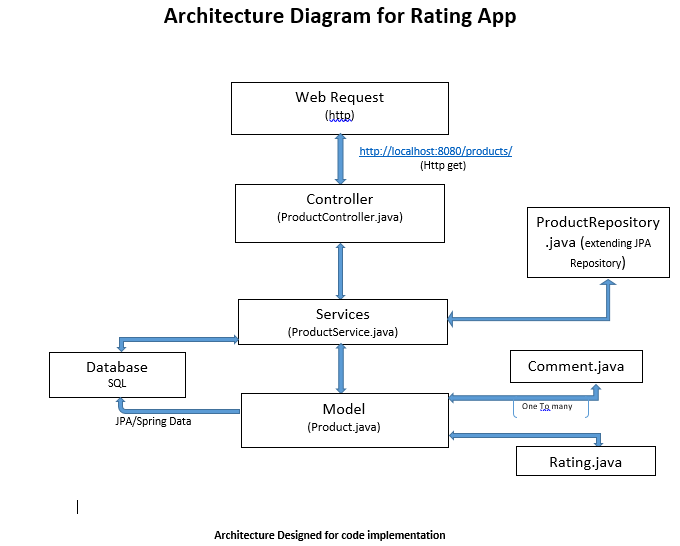 Architecture Diagram for Rating App
Web Request
(http)
http://localhost:8080/products/
(Http get)
Controller
(ProductController.java)
ProductRepository
.java (extending JPA
Repository)
Services
(ProductService.java)
Database
SQL
Comment.java
One To many
Model
(Product.java)
JPA/Spring Data
Rating.java
Architecture Designed for code implementation